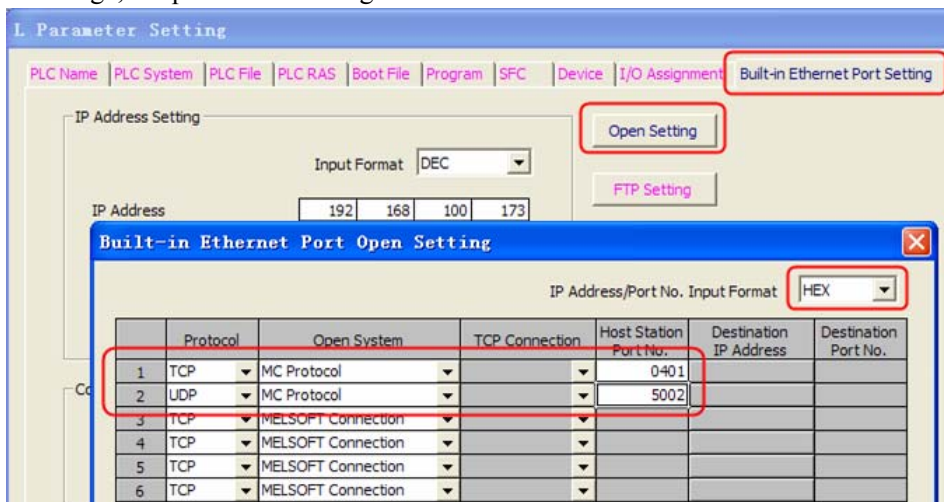 L Parameter Setting
PLC Name PLC System PLC File PLC RAS Boot File Program SFC Device I/O Assignment Built-in Ethernet Port Setting
IP Address Setting
Open Setting
Input Format DEC
FTP Setting
IP Address 192 168 100 173
Built-in Ethernet Port Open Setting
IP Address/Port No. Input Format HEX
Protocol Open System TCP Connection Host Station Port No. Destination IP Address Destination Port No.
1 TCP MC Protocol 0401
2 UDP MC Protocol 5002
3 TCP MELSOFT Connection
4 TCP MELSOFT Connection
5 TCP MELSOFT Connection
6 TCP MELSOFT Connection